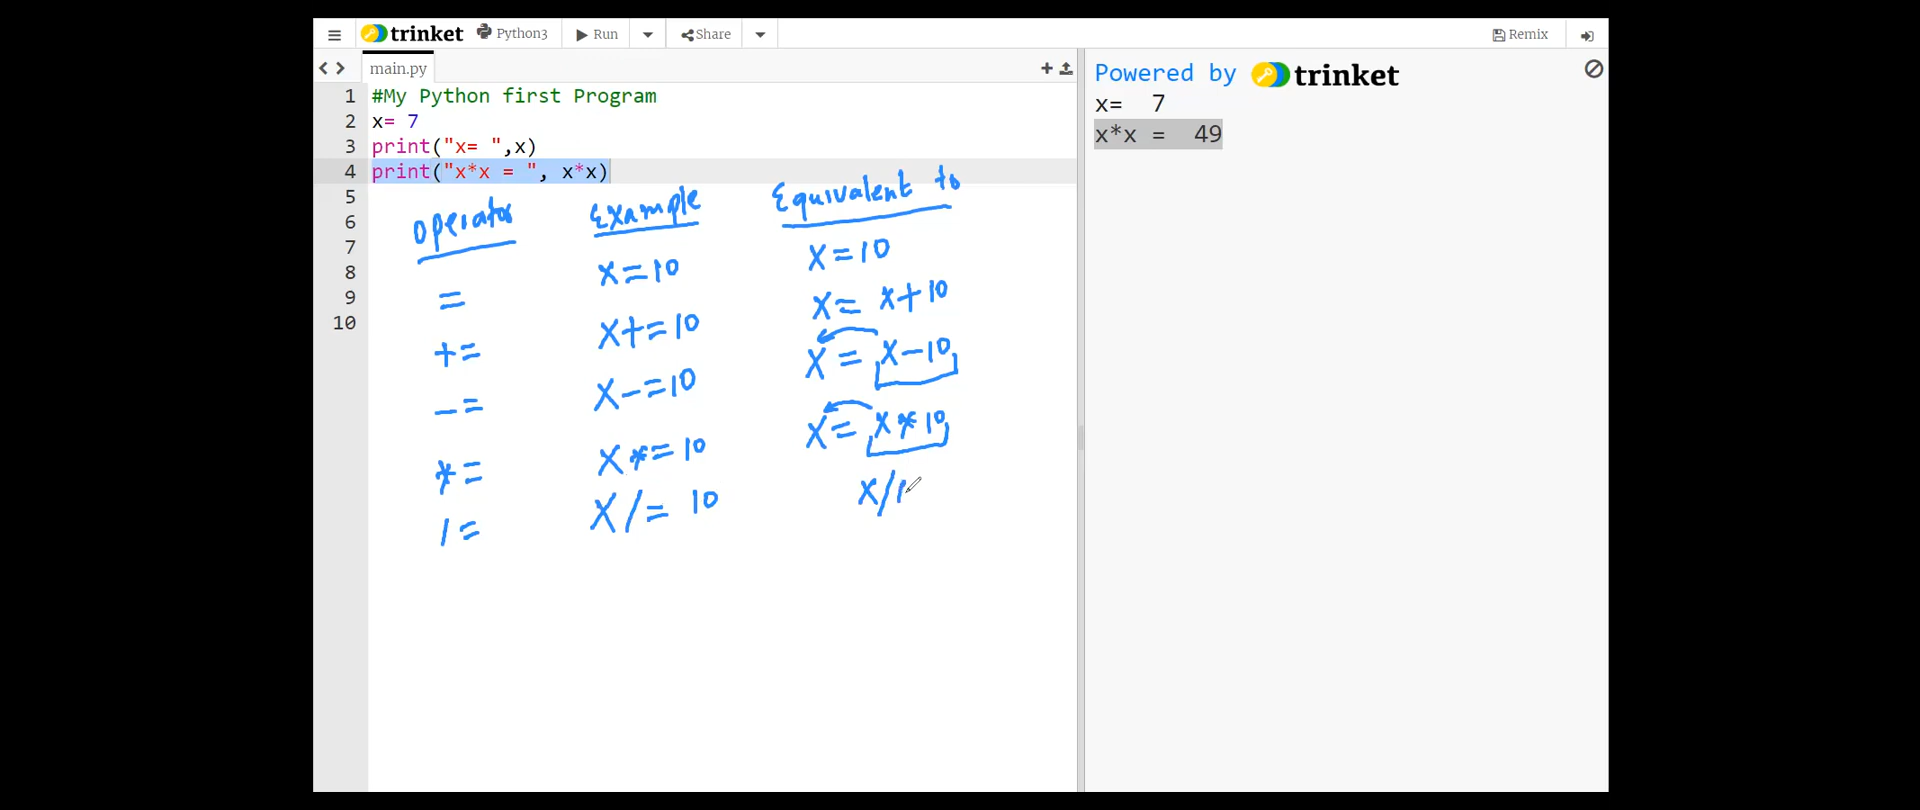 trinket Python3 Run Share Remix
main.py
Powered by trinket
1 #My Python first Program
2 x= 7
3 print("x= ",x)
4 print("x*x = ", x*x)
5
6
7
8
9
10
x=  7
x*x =  49
Operator Example Equivalent to
= x=10 x=10
+= x+=10 x= x+10
-= x-=10 x= x-10
*= x*=10 x= x*10
/= x/= 10 x/1